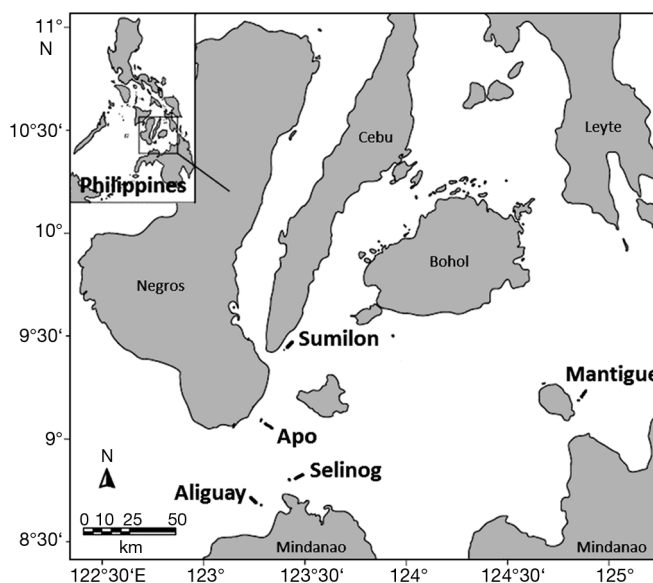 11°
N
10°30'
10°
9°30'
9°
8°30'
Philippines
Cebu
Leyte
Negros
Bohol
Sumilon
Mantigue
Apo
Selinog
Aliguay
N
0 10 25 50
km
Mindanao
Mindanao
122°30'E
123°
123°30'
124°
124°30'
125°